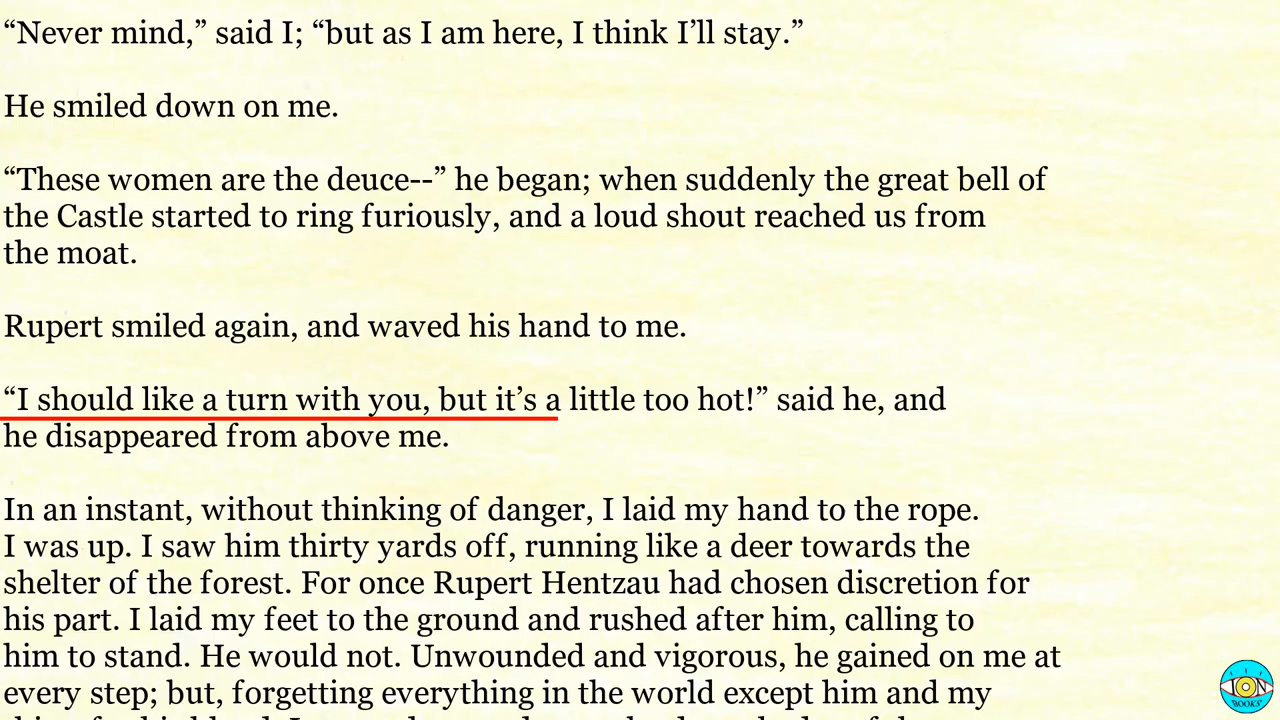 “Never mind,” said I; “but as I am here, I think I’ll stay.”
He smiled down on me.
“These women are the deuce--” he began; when suddenly the great bell of
the Castle started to ring furiously, and a loud shout reached us from
the moat.
Rupert smiled again, and waved his hand to me.
“I should like a turn with you, but it’s a little too hot!” said he, and
he disappeared from above me.
In an instant, without thinking of danger, I laid my hand to the rope.
I was up. I saw him thirty yards off, running like a deer towards the
shelter of the forest. For once Rupert Hentzau had chosen discretion for
his part. I laid my feet to the ground and rushed after him, calling to
him to stand. He would not. Unwounded and vigorous, he gained on me at
every step; but, forgetting everything in the world except him and my
ION
BOOKS